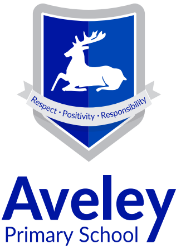 Respect • Positivity • Responsibility
Aveley
Primary School